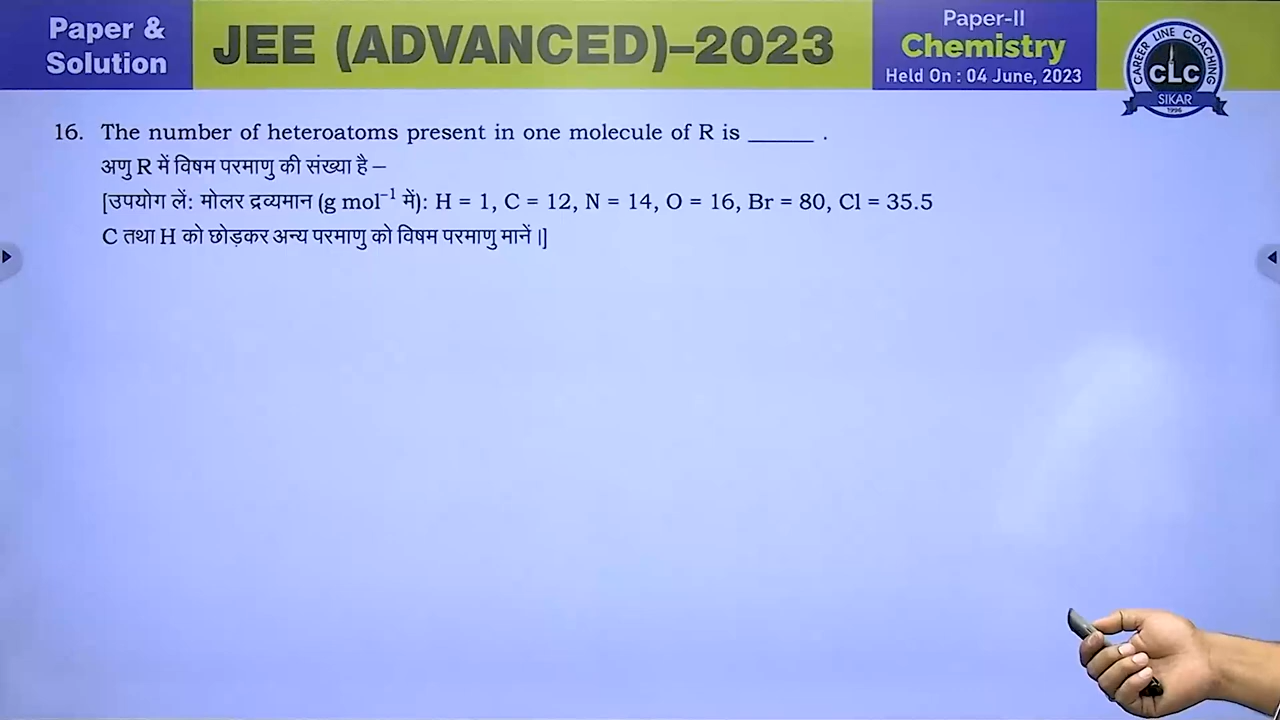 Paper &
Solution
JEE (ADVANCED)–2023
Paper-II
Chemistry
Held On : 04 June, 2023
CAREER LINE COACHING
CLC
SIKAR
1996
16. The number of heteroatoms present in one molecule of R is ______ .
अणु R में विषम परमाणु की संख्या है –
[उपयोग लें: मोलर द्रव्यमान (g mol⁻¹ में): H = 1, C = 12, N = 14, O = 16, Br = 80, Cl = 35.5
C तथा H को छोड़कर अन्य परमाणु को विषम परमाणु मानें।]